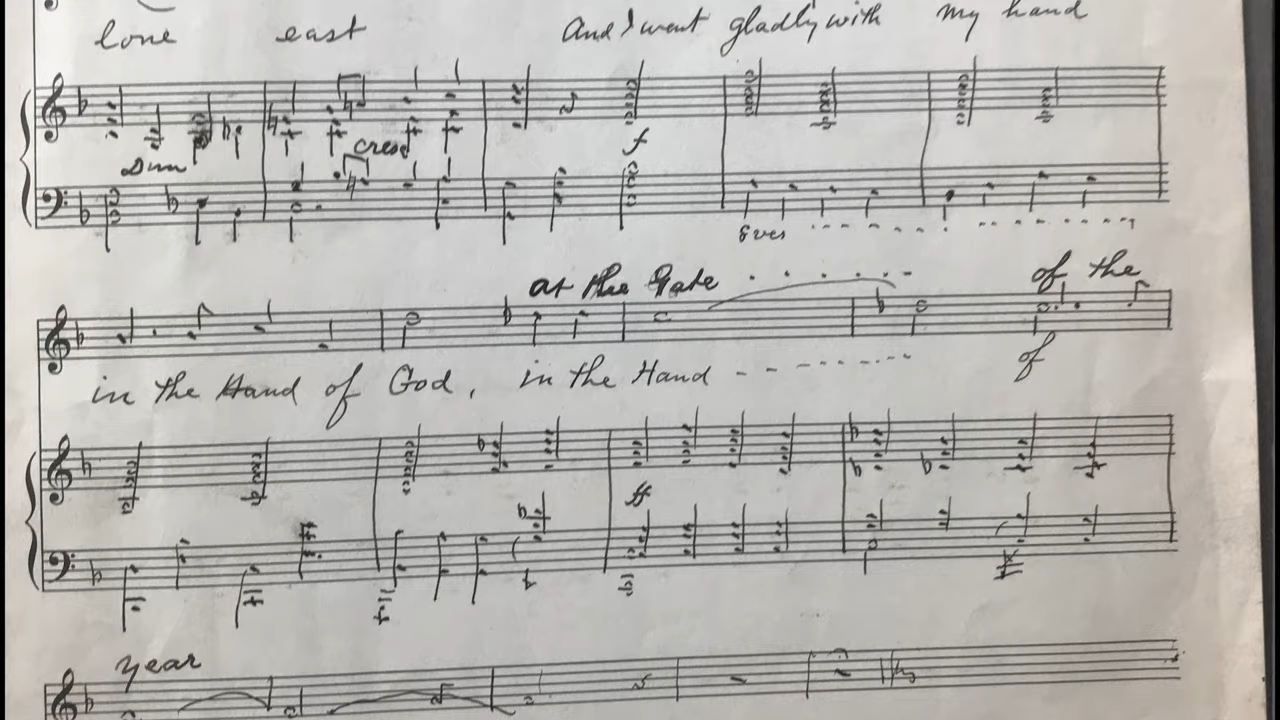 lone east And I went gladly with my hand
Dim cresc
f
8ves
at the Gate . . . . . . of the
in the Hand of God, in the Hand - - - - - - - of
ff
year